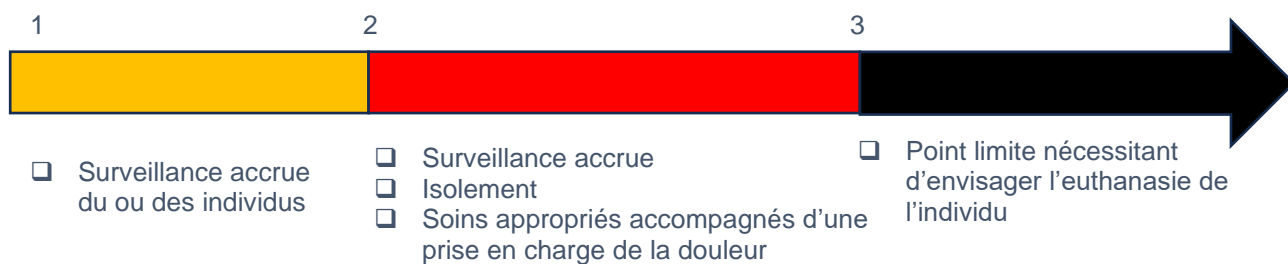 1 2 3
❑ Surveillance accrue
du ou des individus
❑ Surveillance accrue
❑ Isolement
❑ Soins appropriés accompagnés d’une
prise en charge de la douleur
❑ Point limite nécessitant
d’envisager l’euthanasie de
l’individu